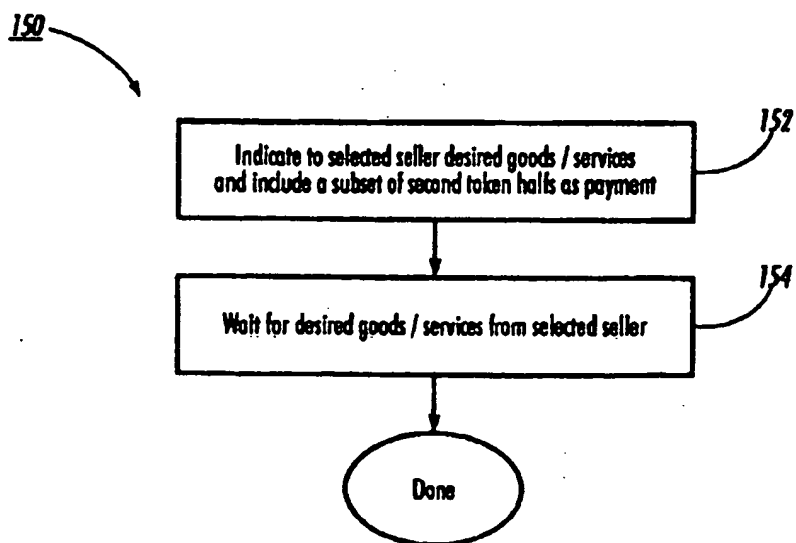 150
152
Indicate to selected seller desired goods / services
and include a subset of second token halfs as payment
154
Wait for desired goods / services from selected seller
Done